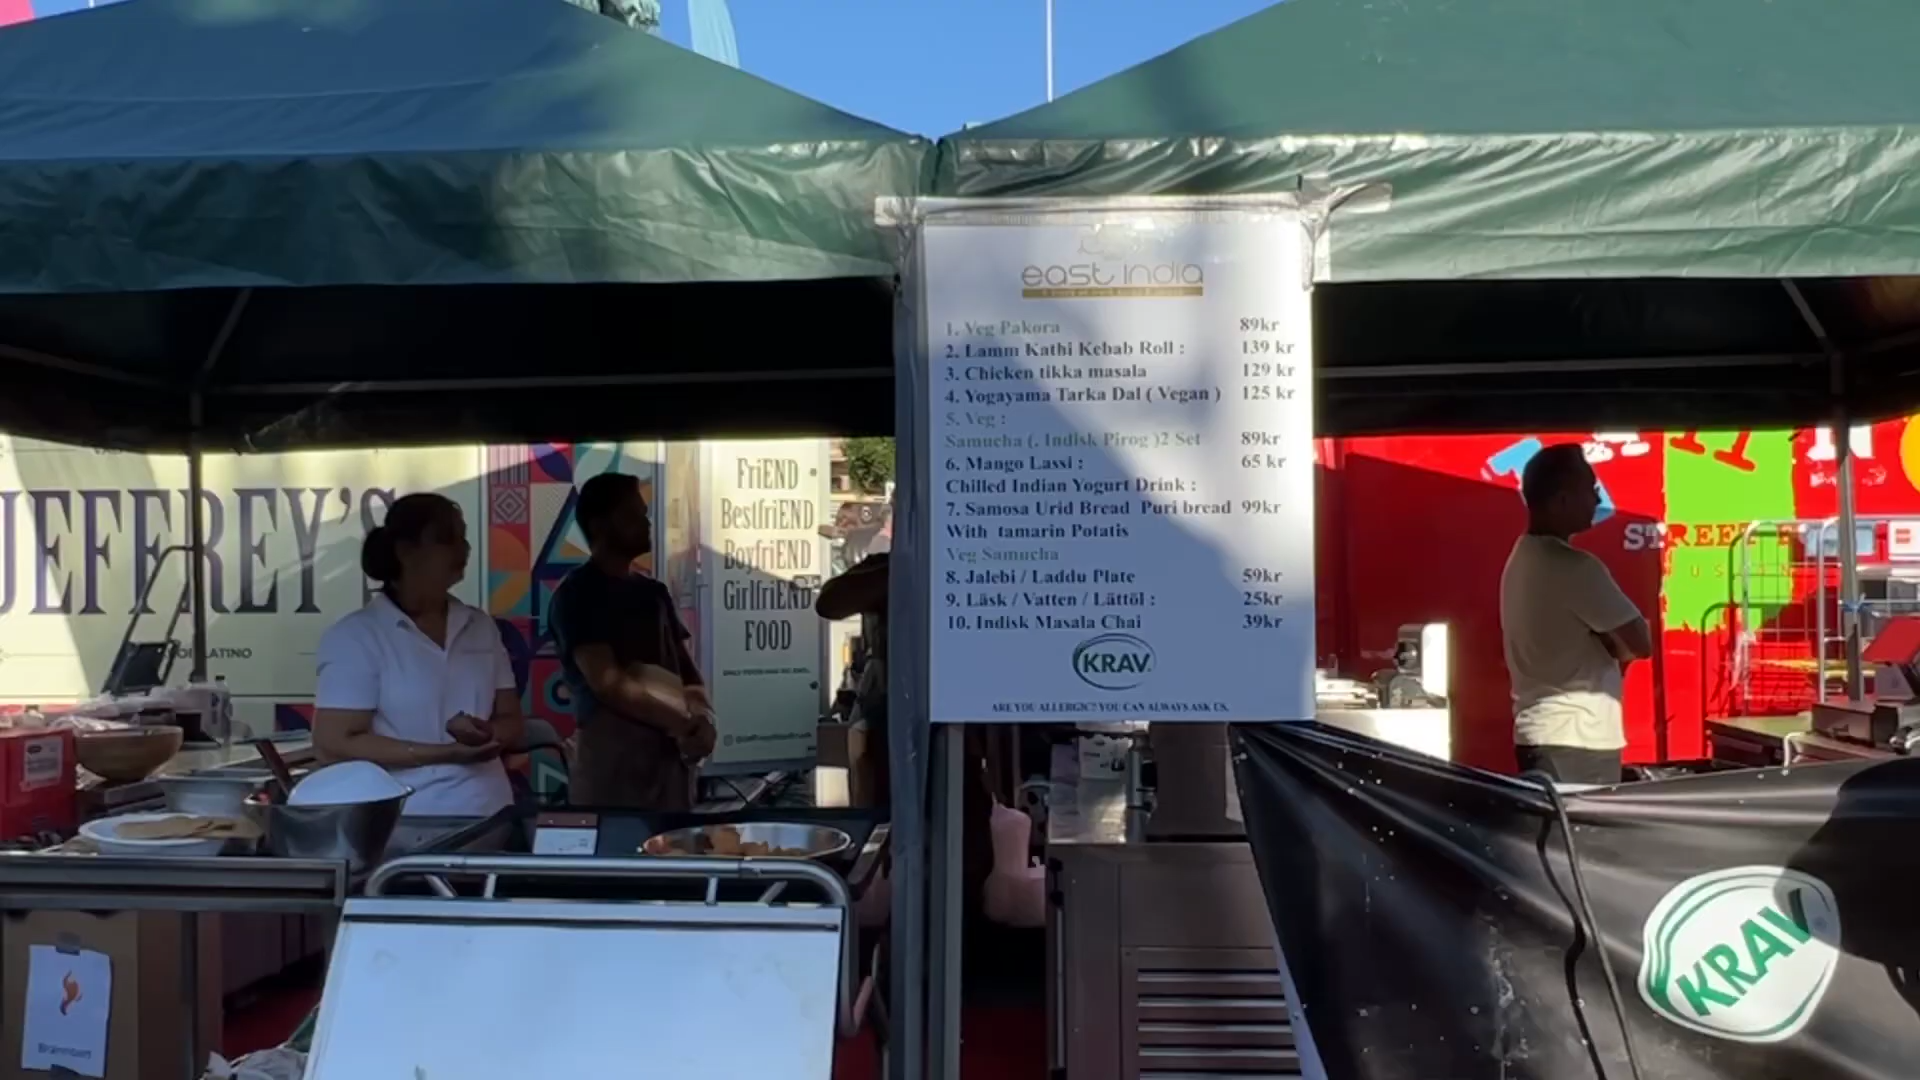 east india
1. Veg Pakora 89kr
2. Lamm Kathi Kebab Roll : 139 kr
3. Chicken tikka masala 129 kr
4. Yogayama Tarka Dal ( Vegan ) 125 kr
5. Veg :
Samucha (. Indisk Pirog )2 Set 89kr
6. Mango Lassi : 65 kr
Chilled Indian Yogurt Drink :
7. Samosa Urid Bread Puri bread 99kr
With tamarin Potatis
Veg Samucha
8. Jalebi / Laddu Plate 59kr
9. Läsk / Vatten / Lättöl : 25kr
10. Indisk Masala Chai 39kr
KRAV
ARE YOU ALLERGIC? YOU CAN ALWAYS ASK US.
JEFFREY'S
LATINO
FriEND
BestfriEND
BoyfriEND
GirlfriEND
FOOD
STREET F
KRAV
Brännbart